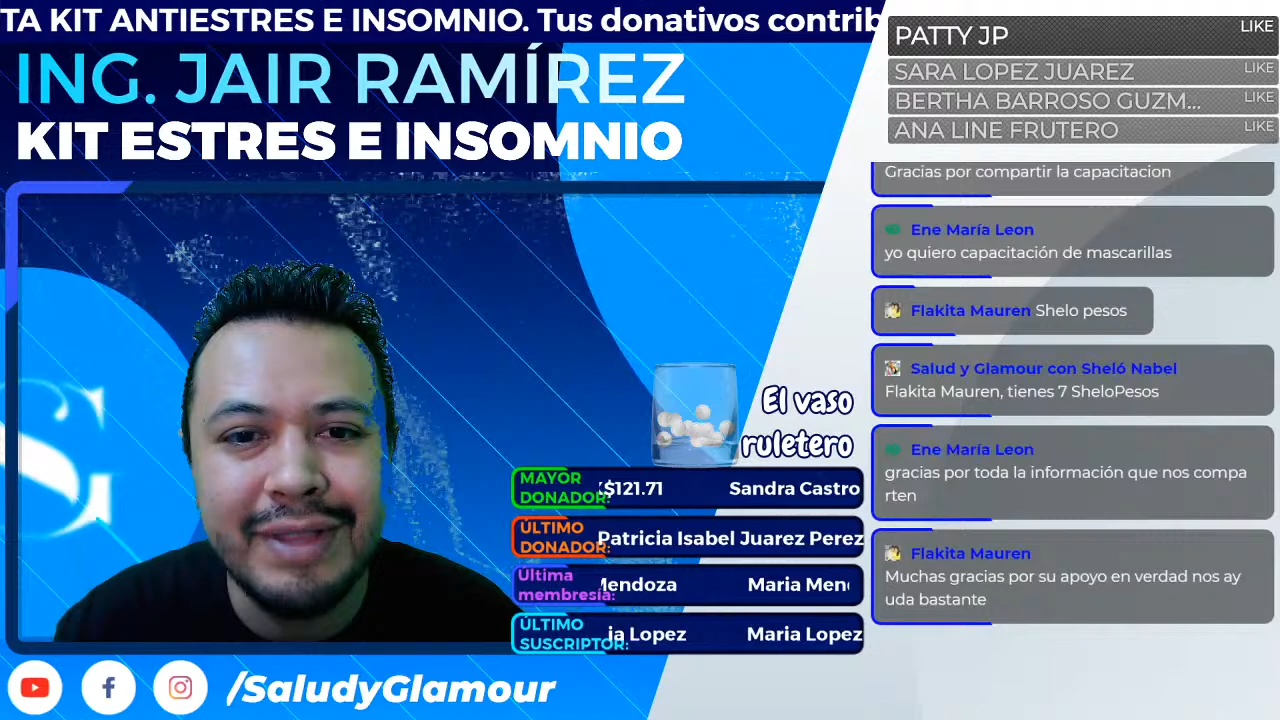 TA KIT ANTIESTRES E INSOMNIO. Tus donativos contrib
ING. JAIR RAMÍREZ
KIT ESTRES E INSOMNIO
S
El vaso
ruletero
MAYOR
DONADOR:
$121.71 Sandra Castro
ÚLTIMO
DONADOR:
Patricia Isabel Juarez Perez
Última
membresía:
Mendoza Maria Men
ÚLTIMO
SUSCRIPTOR:
ia Lopez Maria Lopez
/SaludyGlamour
PATTY JP LIKE
SARA LOPEZ JUAREZ LIKE
BERTHA BARROSO GUZM... LIKE
ANA LINE FRUTERO LIKE
Gracias por compartir la capacitacion
Ene María Leon
yo quiero capacitación de mascarillas
Flakita Mauren Shelo pesos
Salud y Glamour con Sheló Nabel
Flakita Mauren, tienes 7 SheloPesos
Ene María Leon
gracias por toda la información que nos compa
rten
Flakita Mauren
Muchas gracias por su apoyo en verdad nos ay
uda bastante